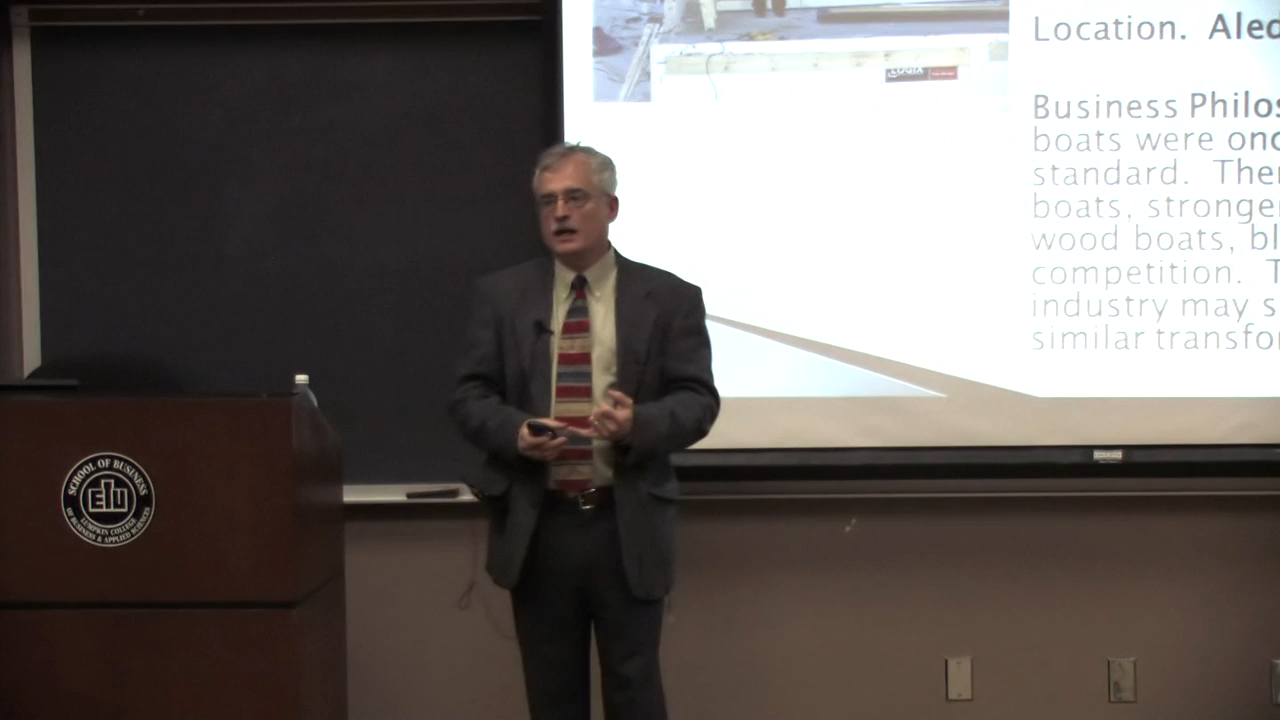 Location. Aled
Business Philos
boats were onc
standard. Ther
boats, stronger
wood boats, bl
competition. T
industry may s
similar transfo
SCHOOL OF BUSINESS
EIU
LUMPKIN COLLEGE
OF BUSINESS & APPLIED SCIENCES